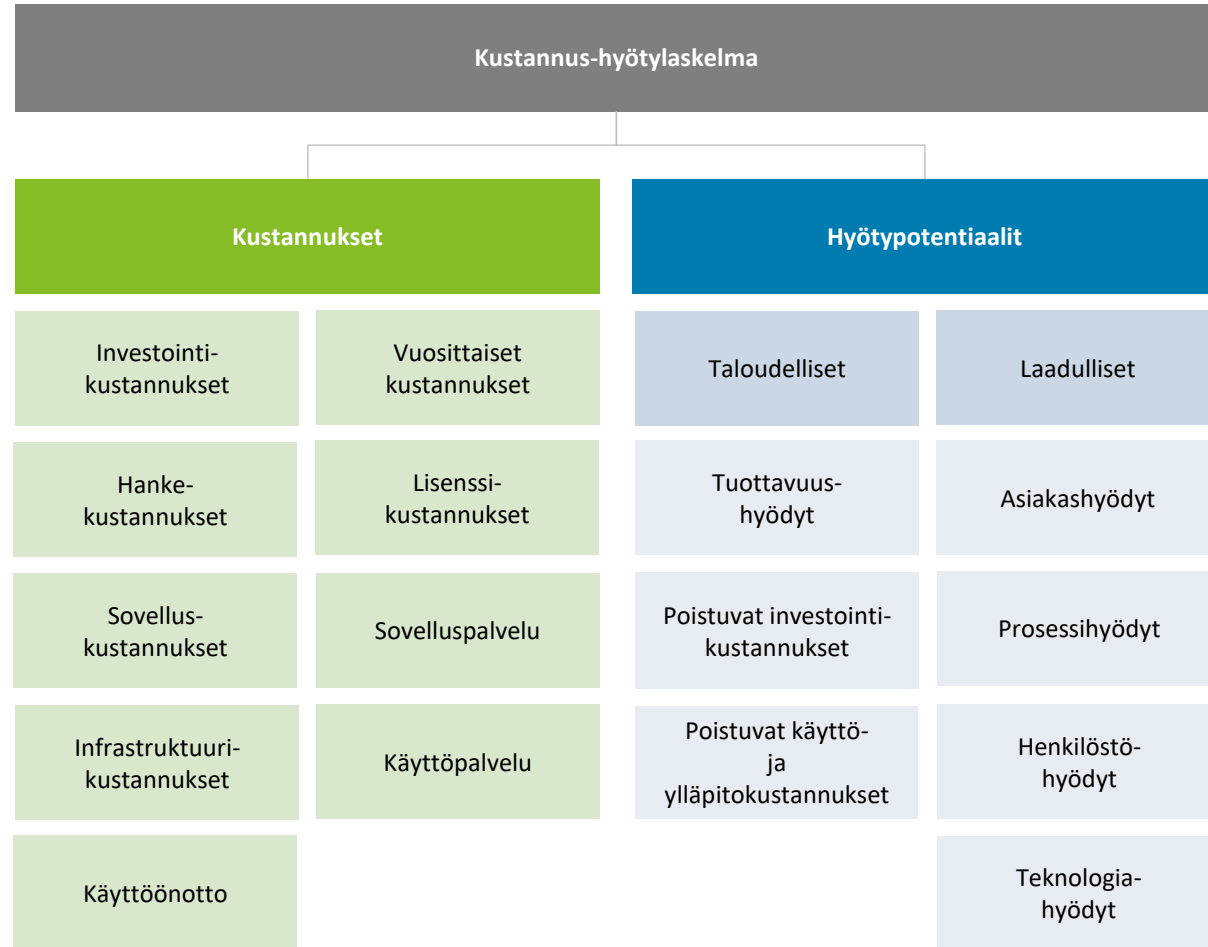 Kustannus-hyötylaskelma
Kustannukset
Hyötypotentiaalit
Investointi-
kustannukset
Vuosittaiset
kustannukset
Taloudelliset
Laadulliset
Hanke-
kustannukset
Lisenssi-
kustannukset
Tuottavuus-
hyödyt
Asiakashyödyt
Sovellus-
kustannukset
Sovelluspalvelu
Poistuvat investointi-
kustannukset
Prosessihyödyt
Infrastruktuuri-
kustannukset
Käyttöpalvelu
Poistuvat käyttö-
ja
ylläpitokustannukset
Henkilöstö-
hyödyt
Käyttöönotto
Teknologia-
hyödyt